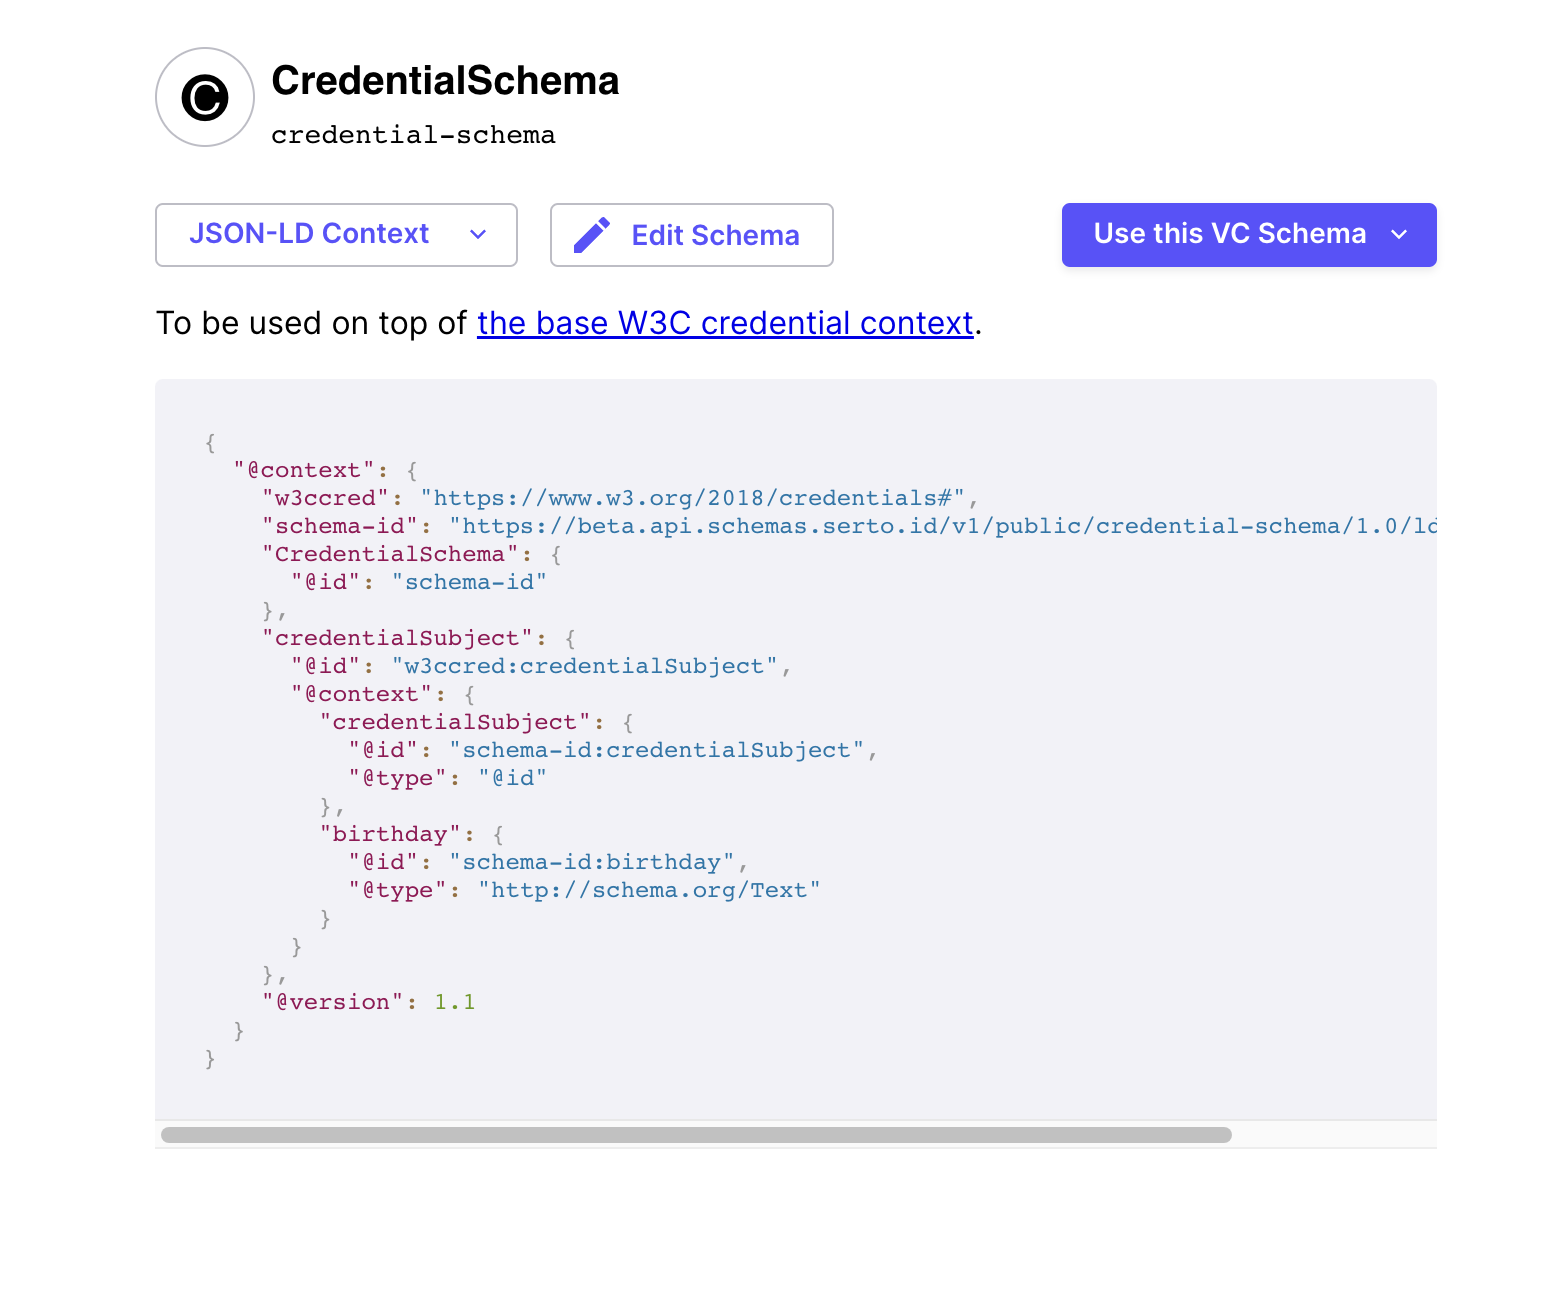 ©
CredentialSchema
credential-schema
JSON-LD Context
Edit Schema
Use this VC Schema
To be used on top of the base W3C credential context.
{
  "@context": {
    "w3ccred": "https://www.w3.org/2018/credentials#",
    "schema-id": "https://beta.api.schemas.serto.id/v1/public/credential-schema/1.0/ld
    "CredentialSchema": {
      "@id": "schema-id"
    },
    "credentialSubject": {
      "@id": "w3ccred:credentialSubject",
      "@context": {
        "credentialSubject": {
          "@id": "schema-id:credentialSubject",
          "@type": "@id"
        },
        "birthday": {
          "@id": "schema-id:birthday",
          "@type": "http://schema.org/Text"
        }
      }
    },
    "@version": 1.1
  }
}